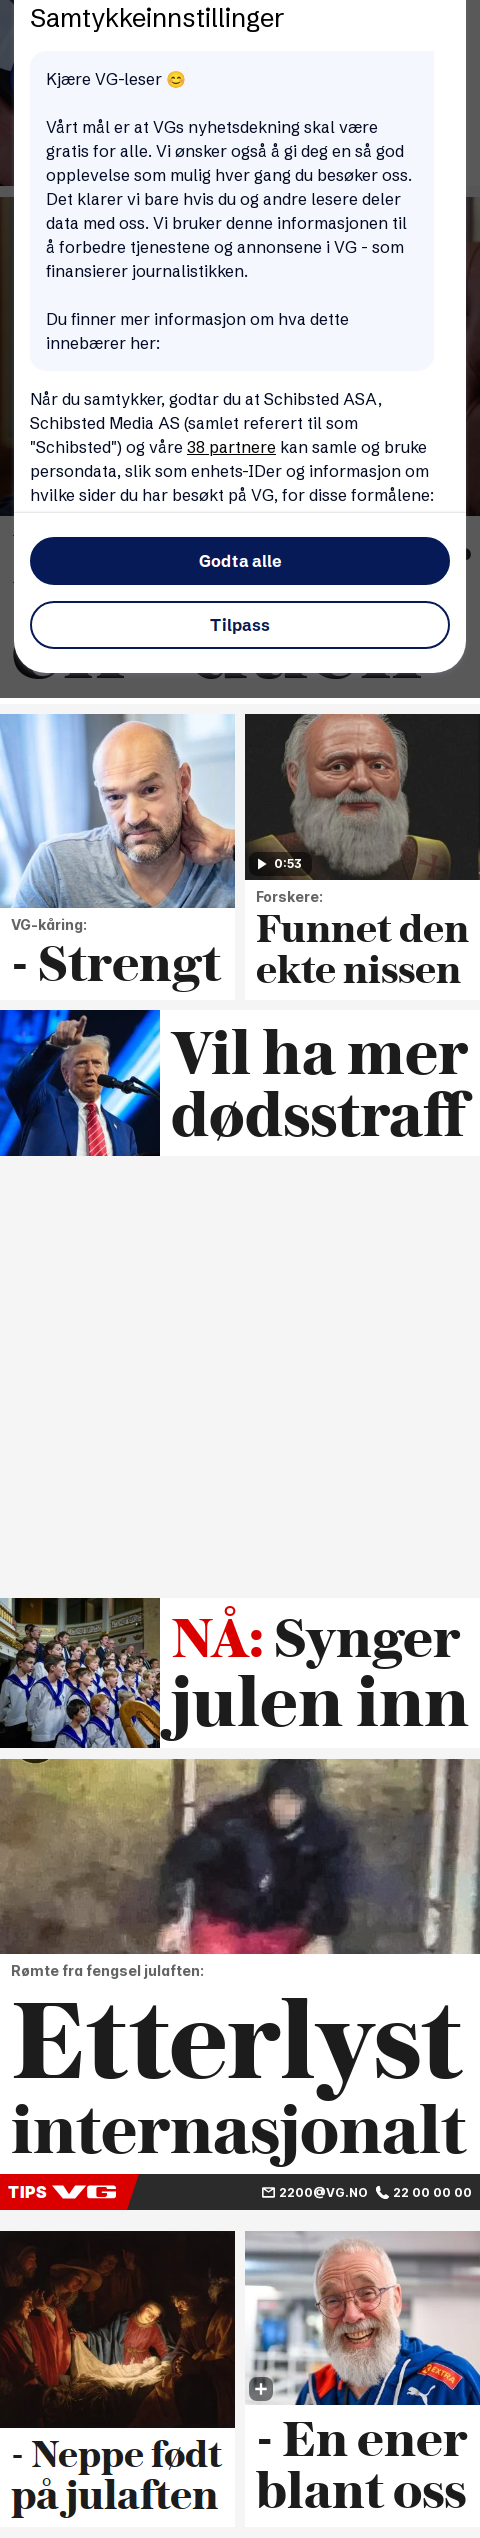 Samtykkeinnstillinger
Kjære VG-leser 😊
Vårt mål er at VGs nyhetsdekning skal være
gratis for alle. Vi ønsker også å gi deg en så god
opplevelse som mulig hver gang du besøker oss.
Det klarer vi bare hvis du og andre lesere deler
data med oss. Vi bruker denne informasjonen til
å forbedre tjenestene og annonsene i VG - som
finansierer journalistikken.
Du finner mer informasjon om hva dette
innebærer her:
Når du samtykker, godtar du at Schibsted ASA,
Schibsted Media AS (samlet referert til som
"Schibsted") og våre 38 partnere kan samle og bruke
persondata, slik som enhets-IDer og informasjon om
hvilke sider du har besøkt på VG, for disse formålene:
Godta alle
Tilpass
VG-kåring:
- Strengt
0:53
Forskere:
Funnet den
ekte nissen
Vil ha mer
dødsstraff
NÅ: Synger
julen inn
Rømte fra fengsel julaften:
Etterlyst
internasjonalt
TIPS VG 2200@VG.NO 22 00 00 00
- Neppe født
på julaften
EXTRA
- En ener
blant oss